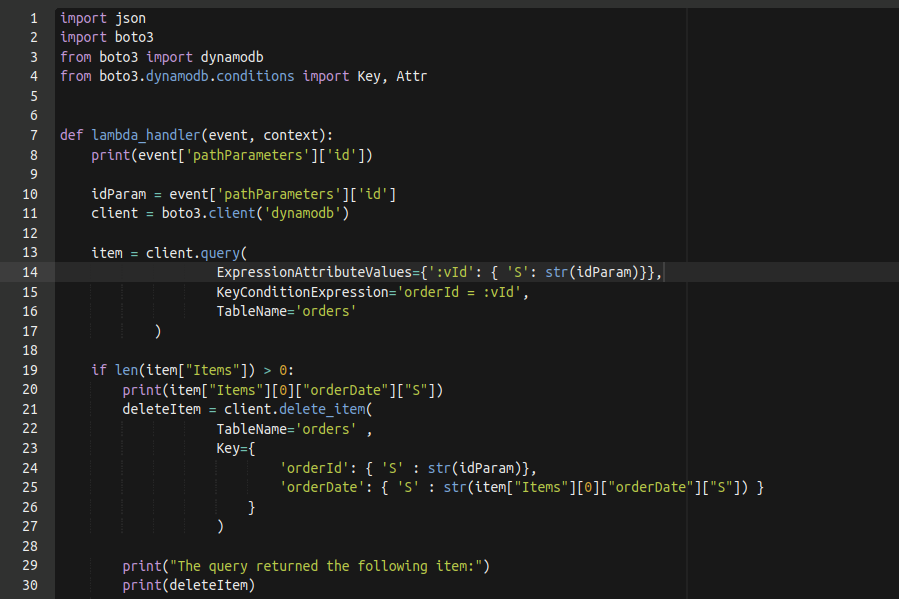 1 import json
2 import boto3
3 from boto3 import dynamodb
4 from boto3.dynamodb.conditions import Key, Attr
5
6
7 def lambda_handler(event, context):
8     print(event['pathParameters']['id'])
9
10     idParam = event['pathParameters']['id']
11     client = boto3.client('dynamodb')
12
13     item = client.query(
14                     ExpressionAttributeValues={':vId': { 'S': str(idParam)}},
15                     KeyConditionExpression='orderId = :vId',
16                     TableName='orders'
17             )
18
19     if len(item["Items"]) > 0:
20         print(item["Items"][0]["orderDate"]["S"])
21         deleteItem = client.delete_item(
22                     TableName='orders' ,
23                     Key={
24                             'orderId': { 'S' : str(idParam)},
25                             'orderDate': { 'S' : str(item["Items"][0]["orderDate"]["S"]) }
26                         }
27                     )
28
29         print("The query returned the following item:")
30         print(deleteItem)